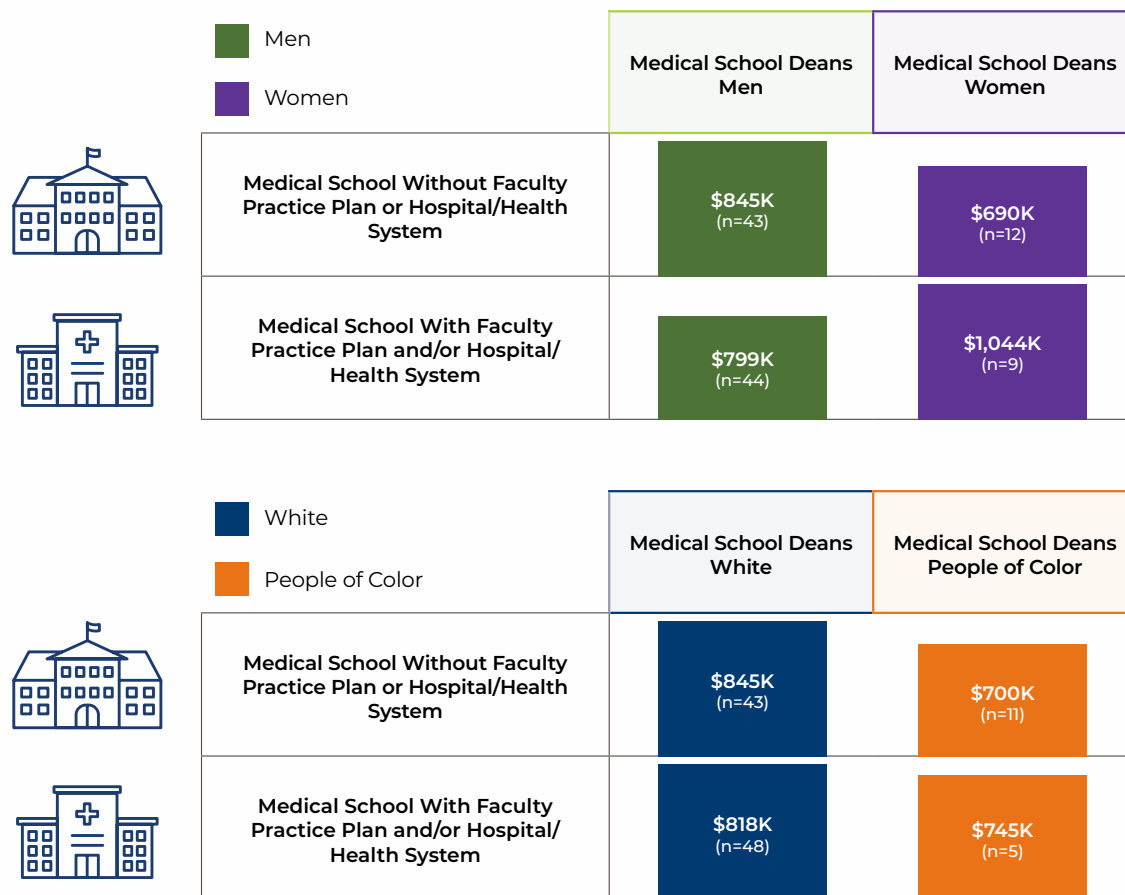 Men
Women
Medical School Deans
Men
Medical School Deans
Women
Medical School Without Faculty
Practice Plan or Hospital/Health
System
$845K
(n=43)
$690K
(n=12)
Medical School With Faculty
Practice Plan and/or Hospital/
Health System
$799K
(n=44)
$1,044K
(n=9)
White
People of Color
Medical School Deans
White
Medical School Deans
People of Color
Medical School Without Faculty
Practice Plan or Hospital/Health
System
$845K
(n=43)
$700K
(n=11)
Medical School With Faculty
Practice Plan and/or Hospital/
Health System
$818K
(n=48)
$745K
(n=5)